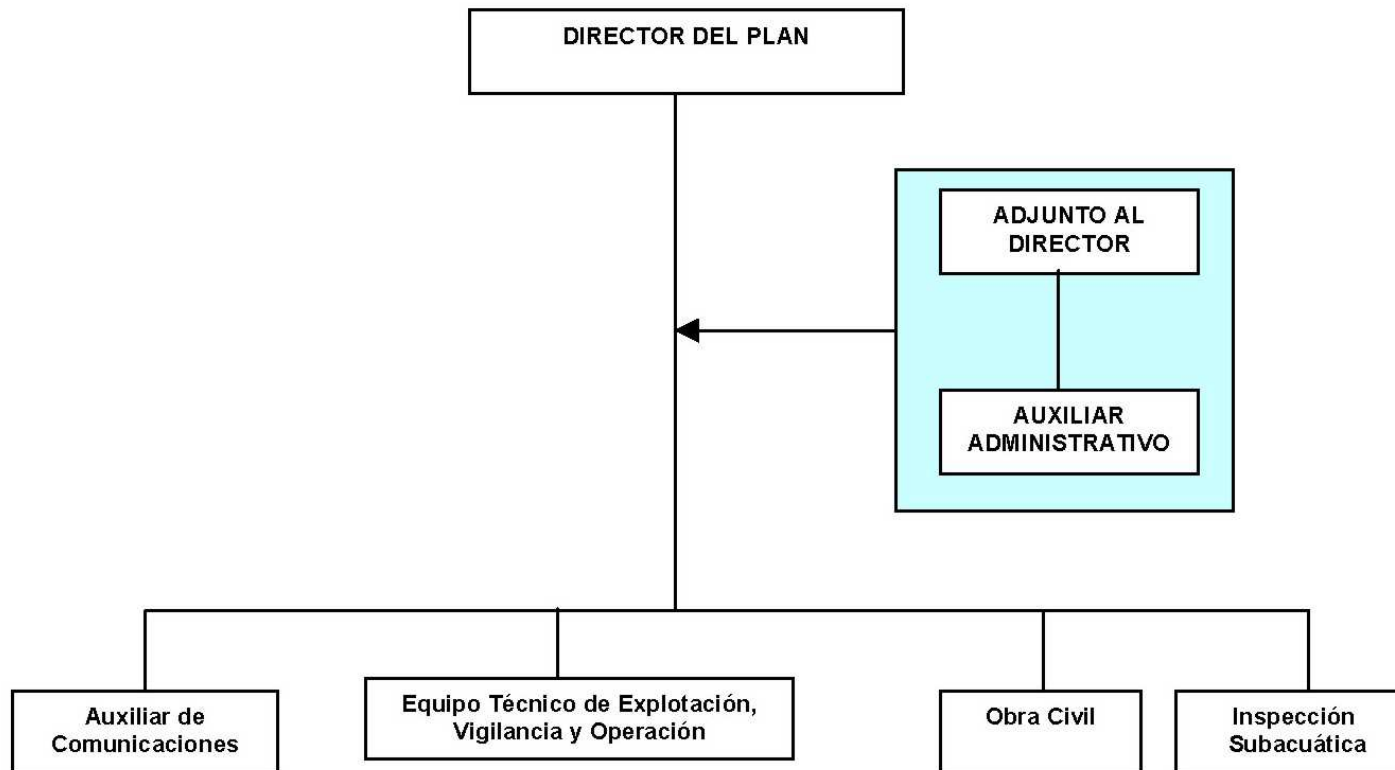 DIRECTOR DEL PLAN
ADJUNTO AL
DIRECTOR
AUXILIAR
ADMINISTRATIVO
Auxiliar de
Comunicaciones
Equipo Técnico de Explotación,
Vigilancia y Operación
Obra Civil
Inspección
Subacuática